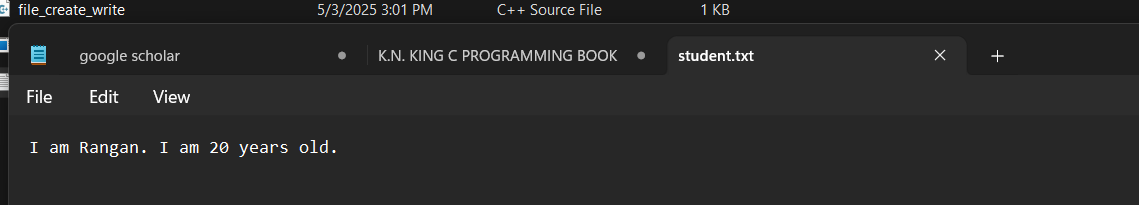 file_create_write 5/3/2025 3:01 PM C++ Source File 1 KB
google scholar K.N. KING C PROGRAMMING BOOK student.txt
File Edit View
I am Rangan. I am 20 years old.